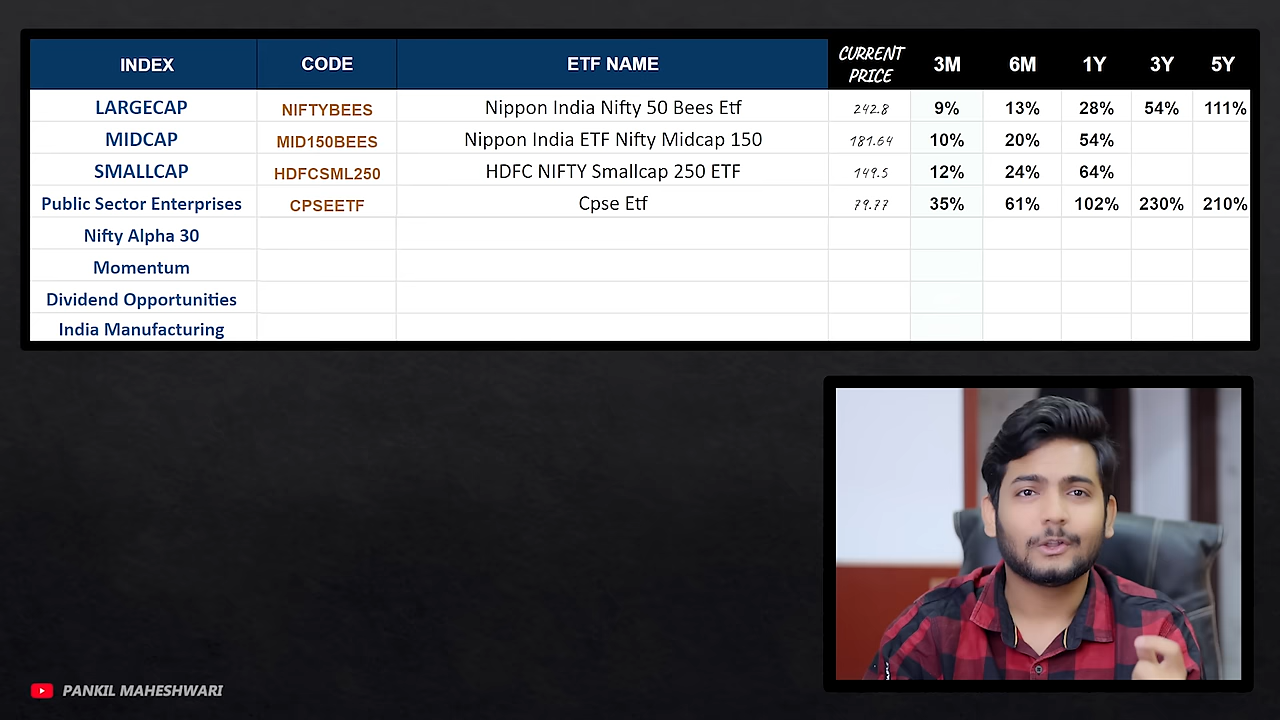 INDEX CODE ETF NAME CURRENT PRICE 3M 6M 1Y 3Y 5Y
LARGECAP NIFTYBEES Nippon India Nifty 50 Bees Etf 242.8 9% 13% 28% 54% 111%
MIDCAP MID150BEES Nippon India ETF Nifty Midcap 150 181.64 10% 20% 54%
SMALLCAP HDFCSML250 HDFC NIFTY Smallcap 250 ETF 149.5 12% 24% 64%
Public Sector Enterprises CPSEETF Cpse Etf 79.77 35% 61% 102% 230% 210%
Nifty Alpha 30
Momentum
Dividend Opportunities
India Manufacturing
PANKIL MAHESHWARI